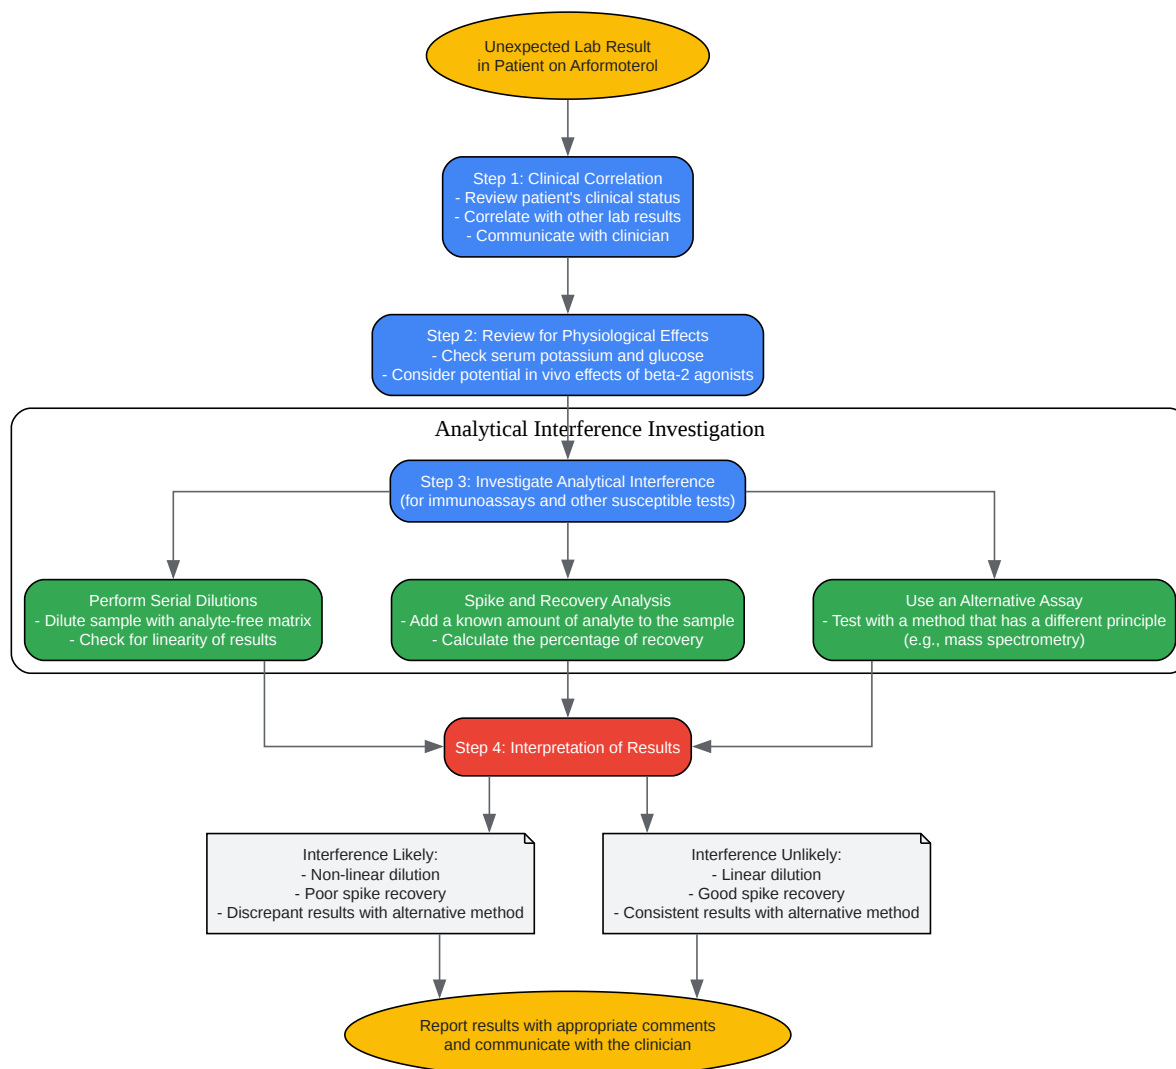 Unexpected Lab Result
in Patient on Arformoterol
Step 1: Clinical Correlation
- Review patient's clinical status
- Correlate with other lab results
- Communicate with clinician
Step 2: Review for Physiological Effects
- Check serum potassium and glucose
- Consider potential in vivo effects of beta-2 agonists
Analytical Interference Investigation
Step 3: Investigate Analytical Interference
(for immunoassays and other susceptible tests)
Perform Serial Dilutions
- Dilute sample with analyte-free matrix
- Check for linearity of results
Spike and Recovery Analysis
- Add a known amount of analyte to the sample
- Calculate the percentage of recovery
Use an Alternative Assay
- Test with a method that has a different principle
(e.g., mass spectrometry)
Step 4: Interpretation of Results
Interference Likely:
- Non-linear dilution
- Poor spike recovery
- Discrepant results with alternative method
Interference Unlikely:
- Linear dilution
- Good spike recovery
- Consistent results with alternative method
Report results with appropriate comments
and communicate with the clinician